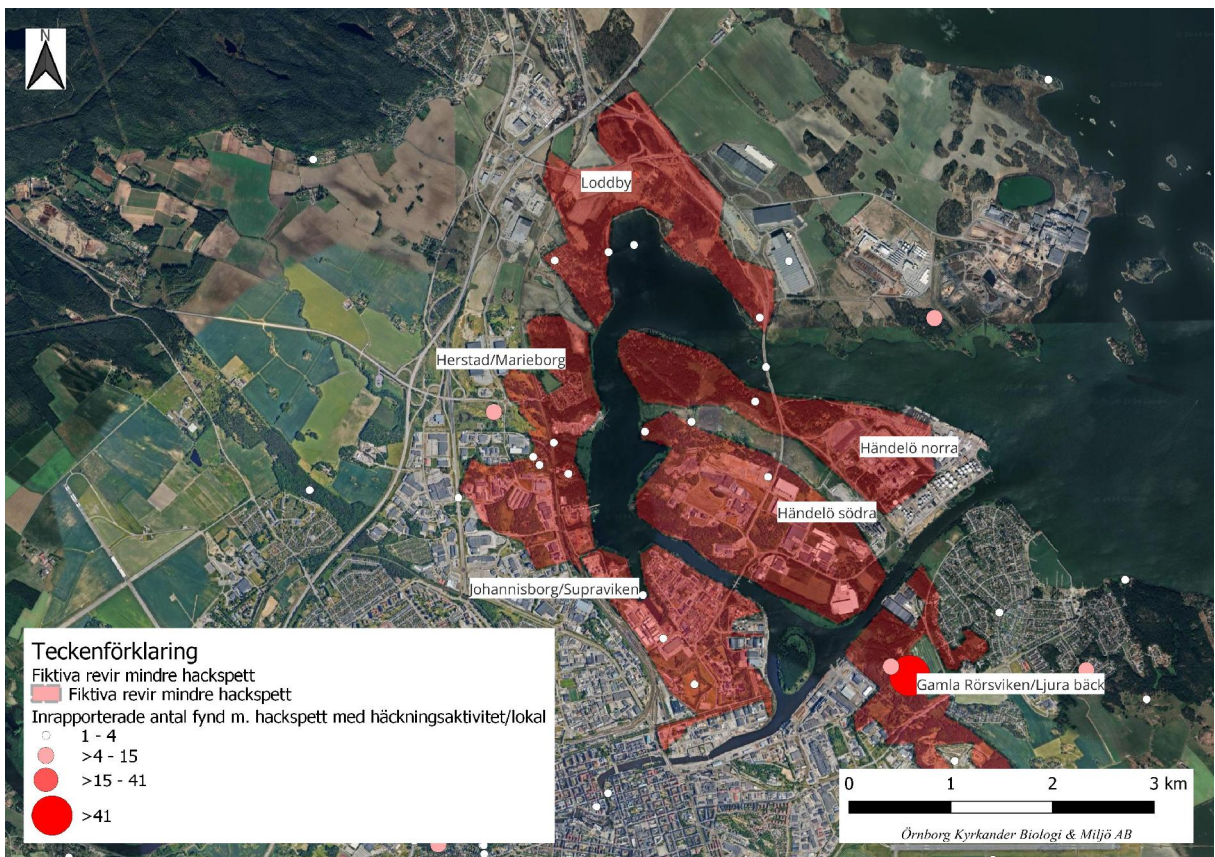 N
Loddby
Herstad/Marieborg
Händelö norra
Händelö södra
Johannisborg/Supraviken
Gamla Rörsviken/Ljura bäck
Teckenförklaring
Fiktiva revir mindre hackspett
Fiktiva revir mindre hackspett
Inrapporterade antal fynd m. hackspett med häckningsaktivitet/lokal
1 - 4
>4 - 15
>15 - 41
>41
0 1 2 3 km
Örnborg Kyrkander Biologi & Miljö AB